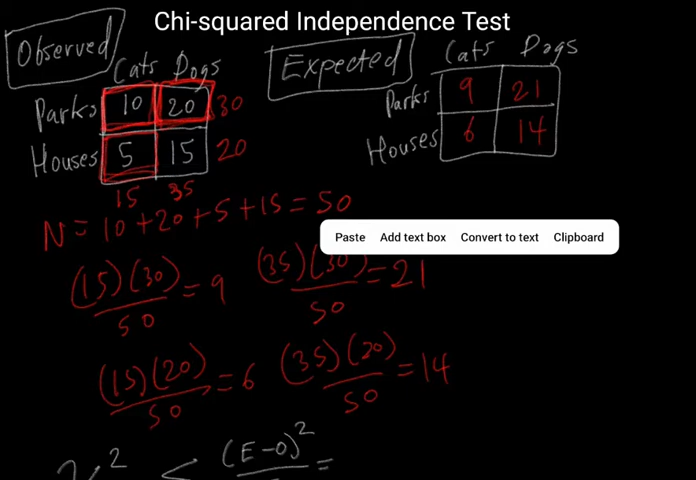 Chi-squared Independence Test
Observed
Cats Dogs
Parks 10 20 30
Houses 5 15 20
15 35
Expected
Cats Dogs
Parks 9 21
Houses 6 14
N = 10 + 20 + 5 + 15 = 50
Paste Add text box Convert to text Clipboard
(15)(30)/50 = 9 (35)(30)/50 = 21
(15)(20)/50 = 6 (35)(20)/50 = 14
(E-O)² =